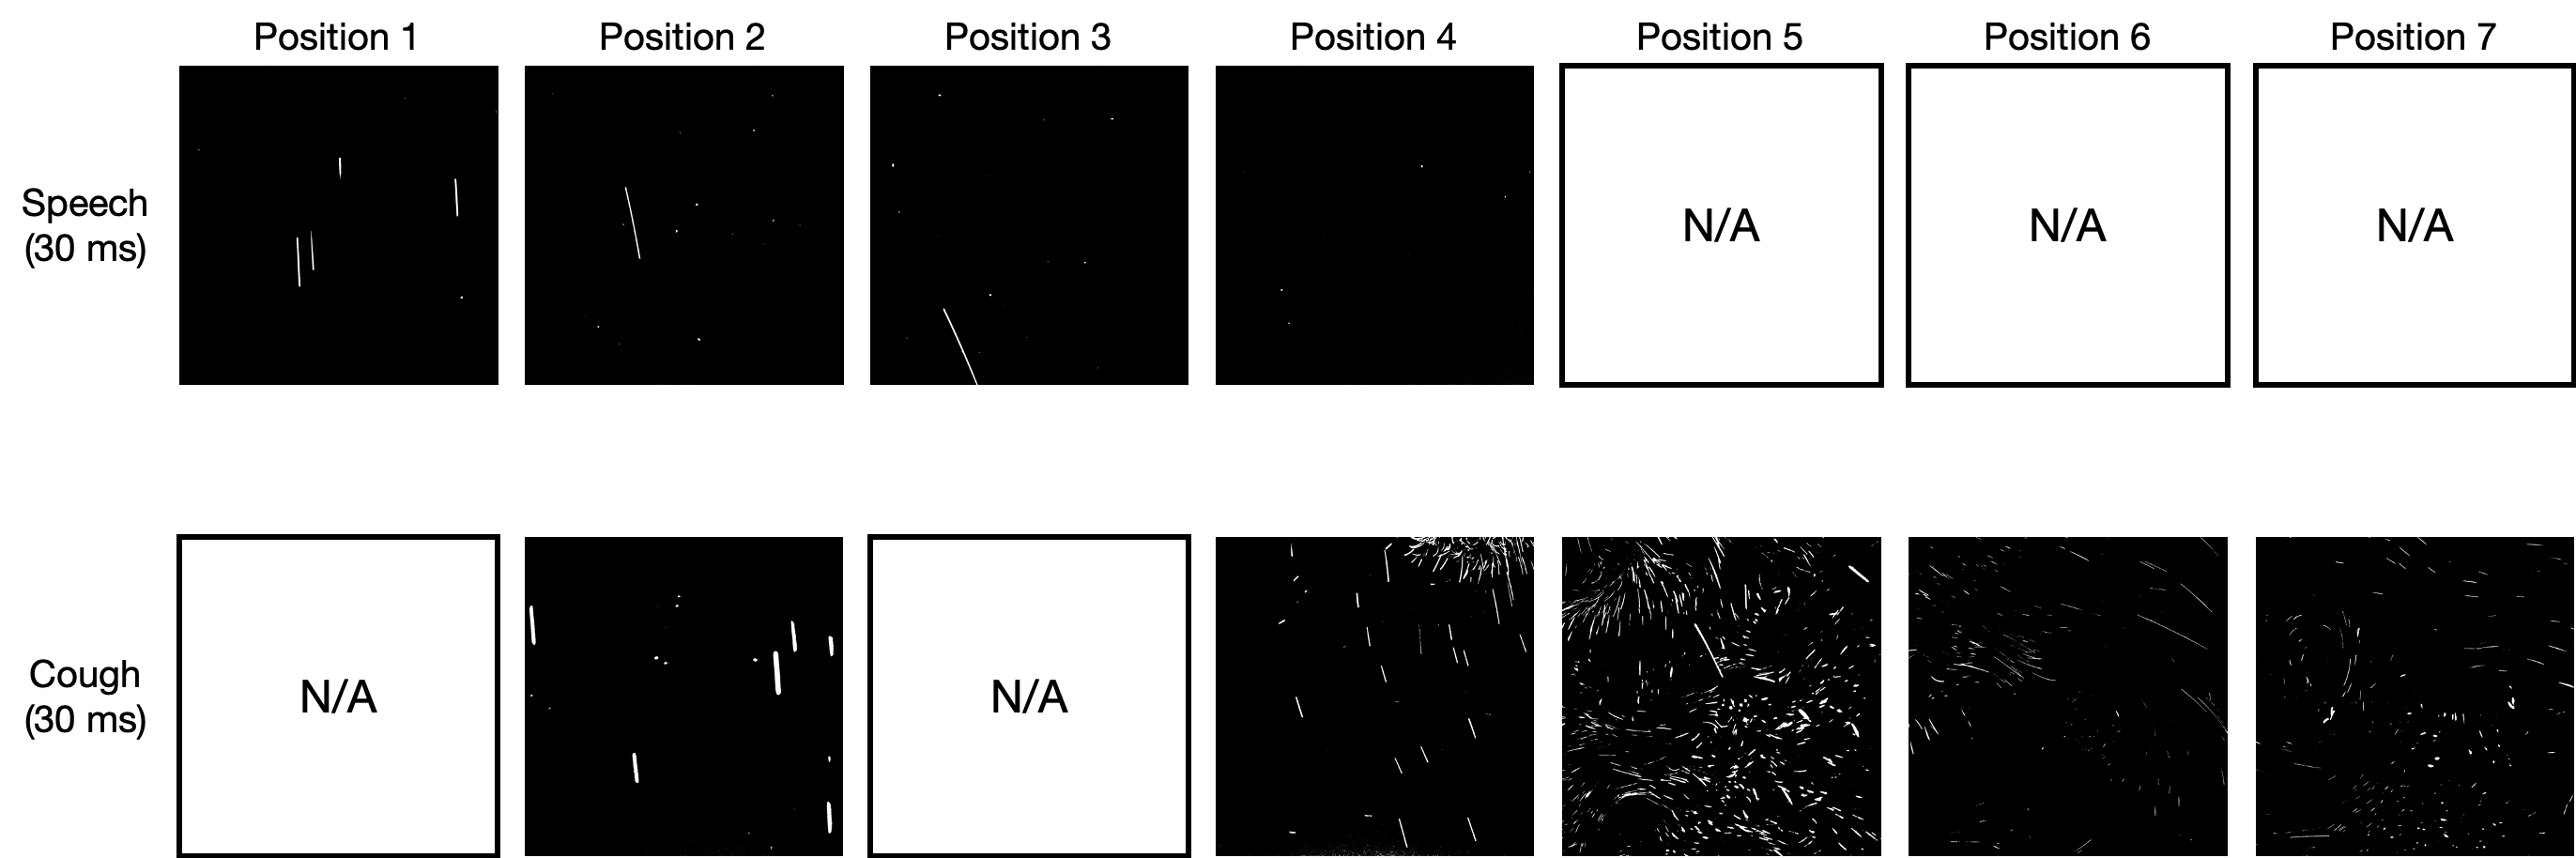 Position 1
Position 2
Position 3
Position 4
Position 5
Position 6
Position 7
Speech
(30 ms)
N/A
N/A
N/A
Cough
(30 ms)
N/A
N/A